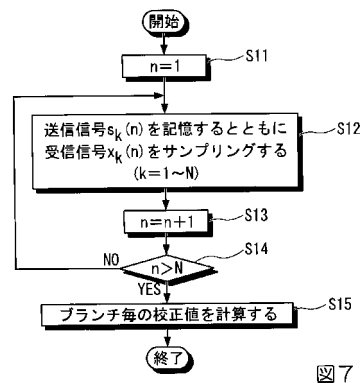 開始
S11
n=1
S12
送信信号sk(n)を記憶するとともに
受信信号xk(n)をサンプリングする
(k=1~N)
S13
n=n+1
S14
n>N
NO
YES
S15
ブランチ毎の校正値を計算する
終了
図7